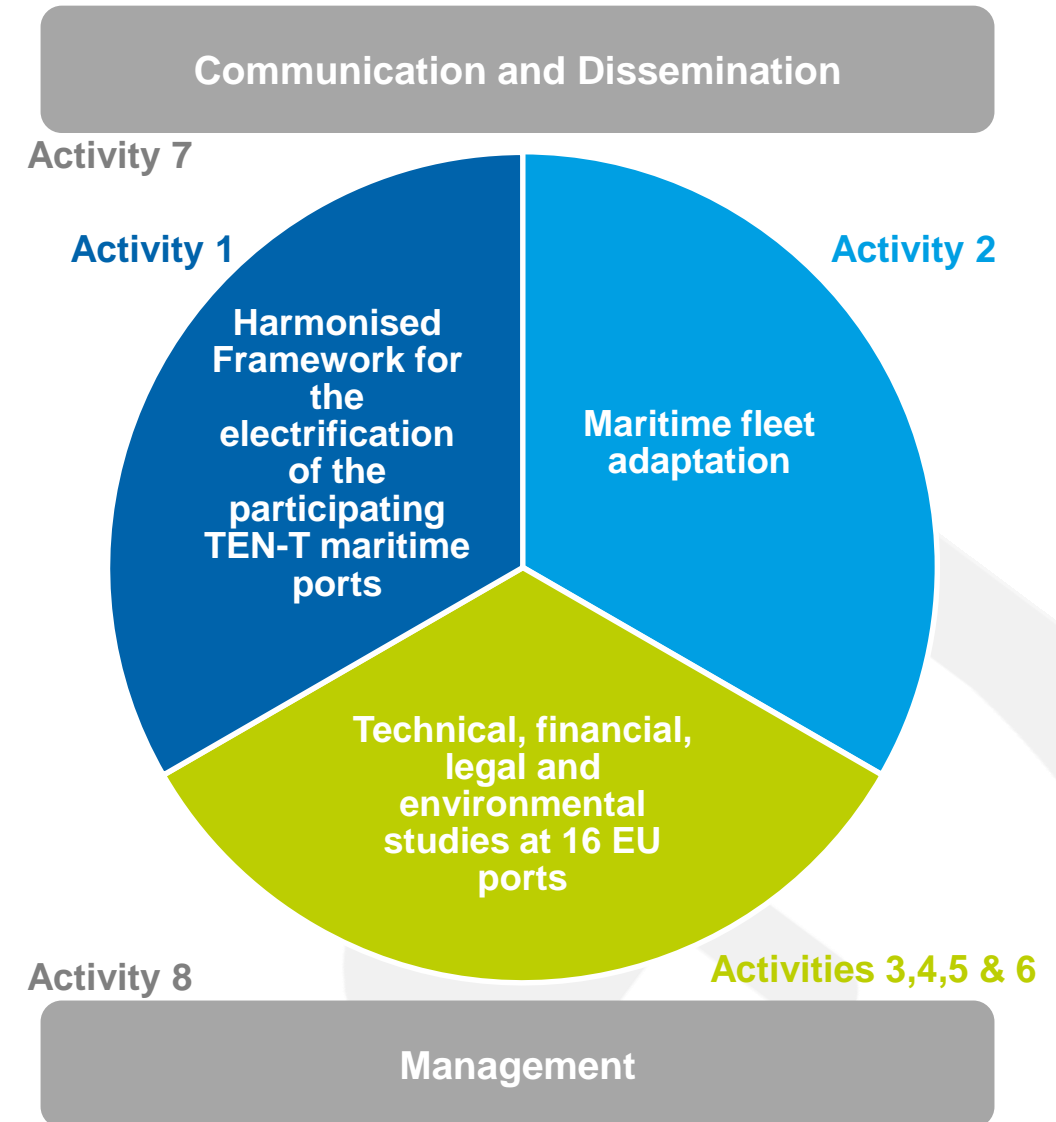 Communication and Dissemination
Activity 7
Activity 1
Activity 2
Harmonised
Framework for
the
electrification
of the
participating
TEN-T maritime
ports
Maritime fleet
adaptation
Technical, financial,
legal and
environmental
studies at 16 EU
ports
Activities 3,4,5 & 6
Activity 8
Management